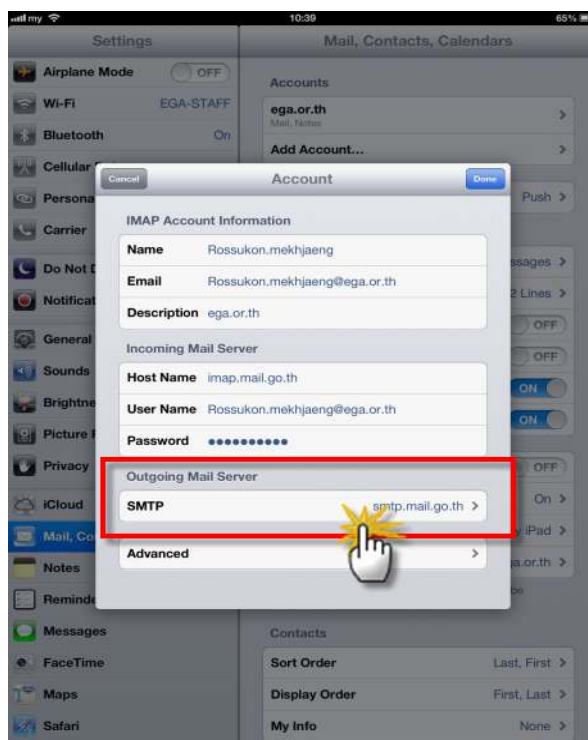 my 10:39 65%
Settings
Mail, Contacts, Calendars
Airplane Mode OFF
Wi-Fi EGA-STAFF
Bluetooth On
Cellular
Persona
Carrier
Do Not D
Notificat
General
Sounds
Brightne
Picture F
Privacy
iCloud
Mail, Co
Notes
Reminde
Messages
FaceTime
Maps
Safari
Accounts
ega.or.th
Mail, Notes
Add Account...
Push
ssages
2 Lines
OFF
OFF
ON
ON
OFF
On
y iPad
a.or.th
Contacts
Sort Order Last, First
Display Order First, Last
My Info None
Cancel Account Done
IMAP Account Information
Name Rossukon.mekhjaeng
Email Rossukon.mekhjaeng@ega.or.th
Description ega.or.th
Incoming Mail Server
Host Name imap.mail.go.th
User Name Rossukon.mekhjaeng@ega.or.th
Password ●●●●●●●●●●
Outgoing Mail Server
SMTP smtp.mail.go.th
Advanced